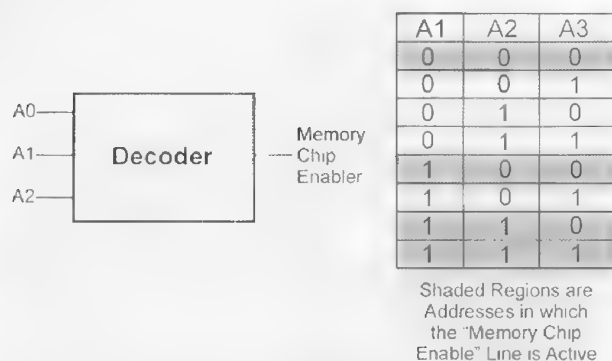 A0
A1
A2
Decoder
Memory
Chip
Enabler
A1 A2 A3
0 0 0
0 0 1
0 1 0
0 1 1
1 0 0
1 0 1
1 1 0
1 1 1
Shaded Regions are
Addresses in which
the "Memory Chip
Enable" Line is Active